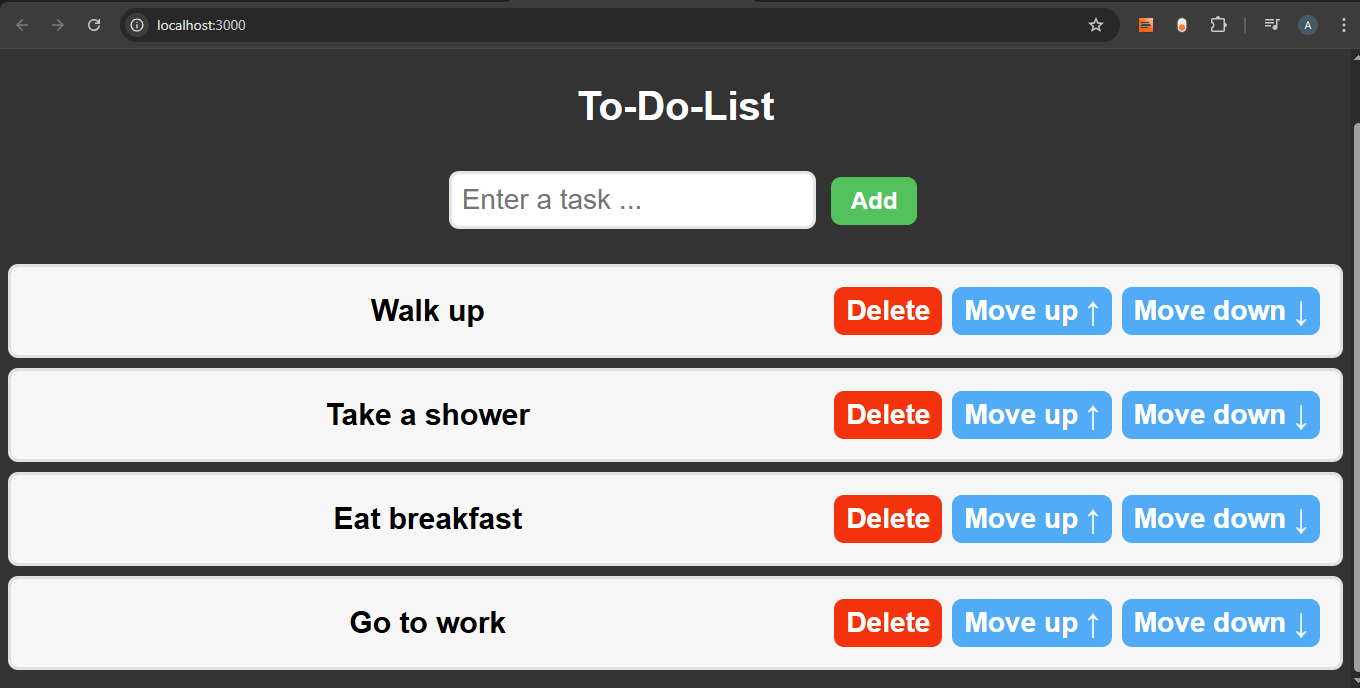 localhost:3000
A
To-Do-List
Enter a task ...
Add
Walk up Delete Move up ↑ Move down ↓
Take a shower Delete Move up ↑ Move down ↓
Eat breakfast Delete Move up ↑ Move down ↓
Go to work Delete Move up ↑ Move down ↓